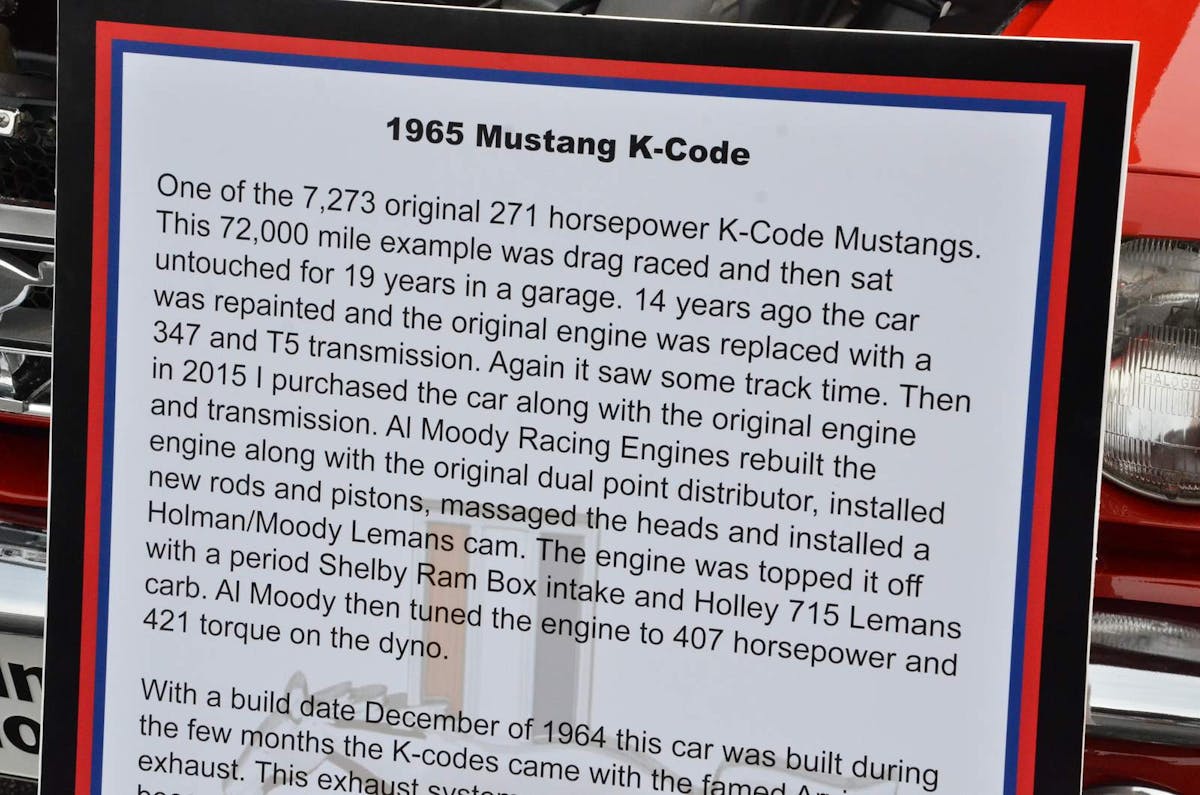 1965 Mustang K-Code
One of the 7,273 original 271 horsepower K-Code Mustangs.
This 72,000 mile example was drag raced and then sat
untouched for 19 years in a garage. 14 years ago the car
was repainted and the original engine was replaced with a
347 and T5 transmission. Again it saw some track time. Then
in 2015 I purchased the car along with the original engine
and transmission. Al Moody Racing Engines rebuilt the
engine along with the original dual point distributor, installed
new rods and pistons, massaged the heads and installed a
Holman/Moody Lemans cam. The engine was topped it off
with a period Shelby Ram Box intake and Holley 715 Lemans
carb. Al Moody then tuned the engine to 407 horsepower and
421 torque on the dyno.
With a build date December of 1964 this car was built during
the few months the K-codes came with the famed
exhaust. This exhaust
HALOGE